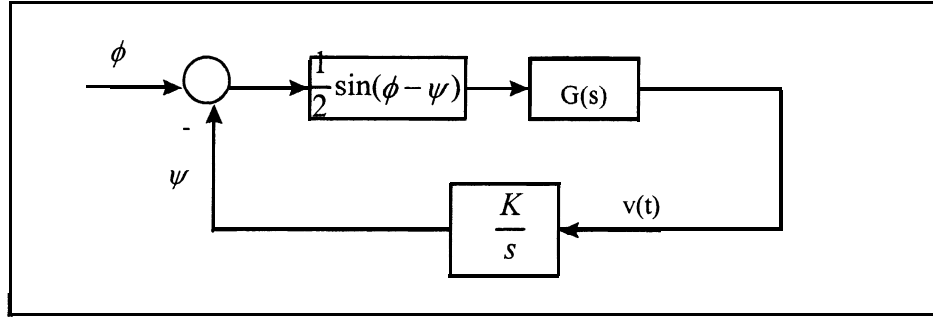 ϕ
1/2 sin(ϕ − ψ)
G(s)
-
ψ
K/s
v(t)